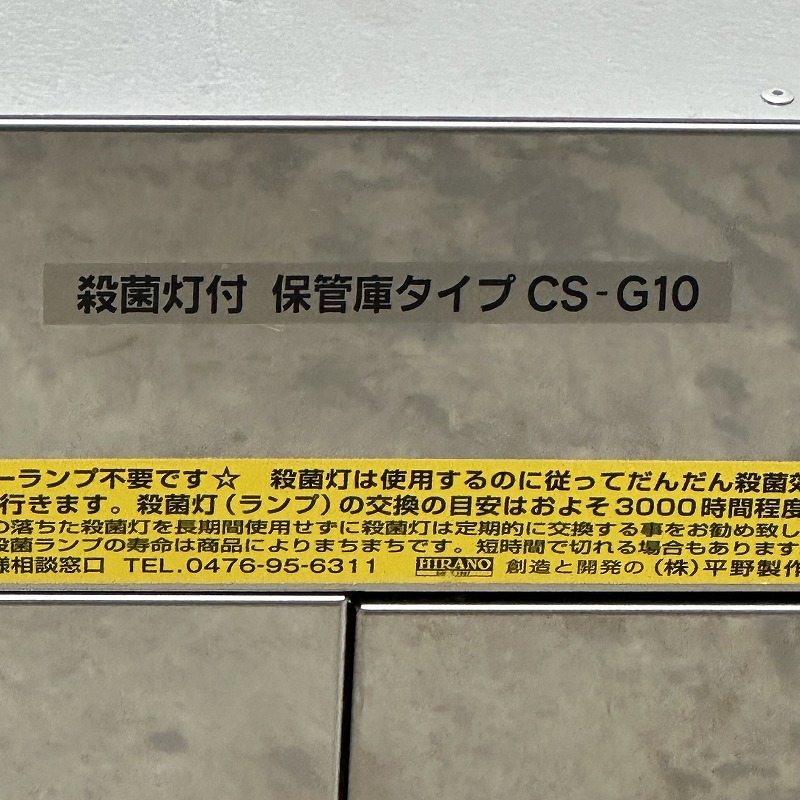 殺菌灯付 保管庫タイプ CS-G10
ーランプ不要です☆ 殺菌灯は使用するのに従ってだんだん殺菌効
行きます。殺菌灯(ランプ)の交換の目安はおよそ3000時間程度
の落ちた殺菌灯を長期間使用せずに殺菌灯は定期的に交換する事をお勧め致し
殺菌ランプの寿命は商品によりまちまちです。短時間で切れる場合もあります
様相談窓口 TEL.0476-95-6311 HIRANO 創造と開発の (株)平野製作